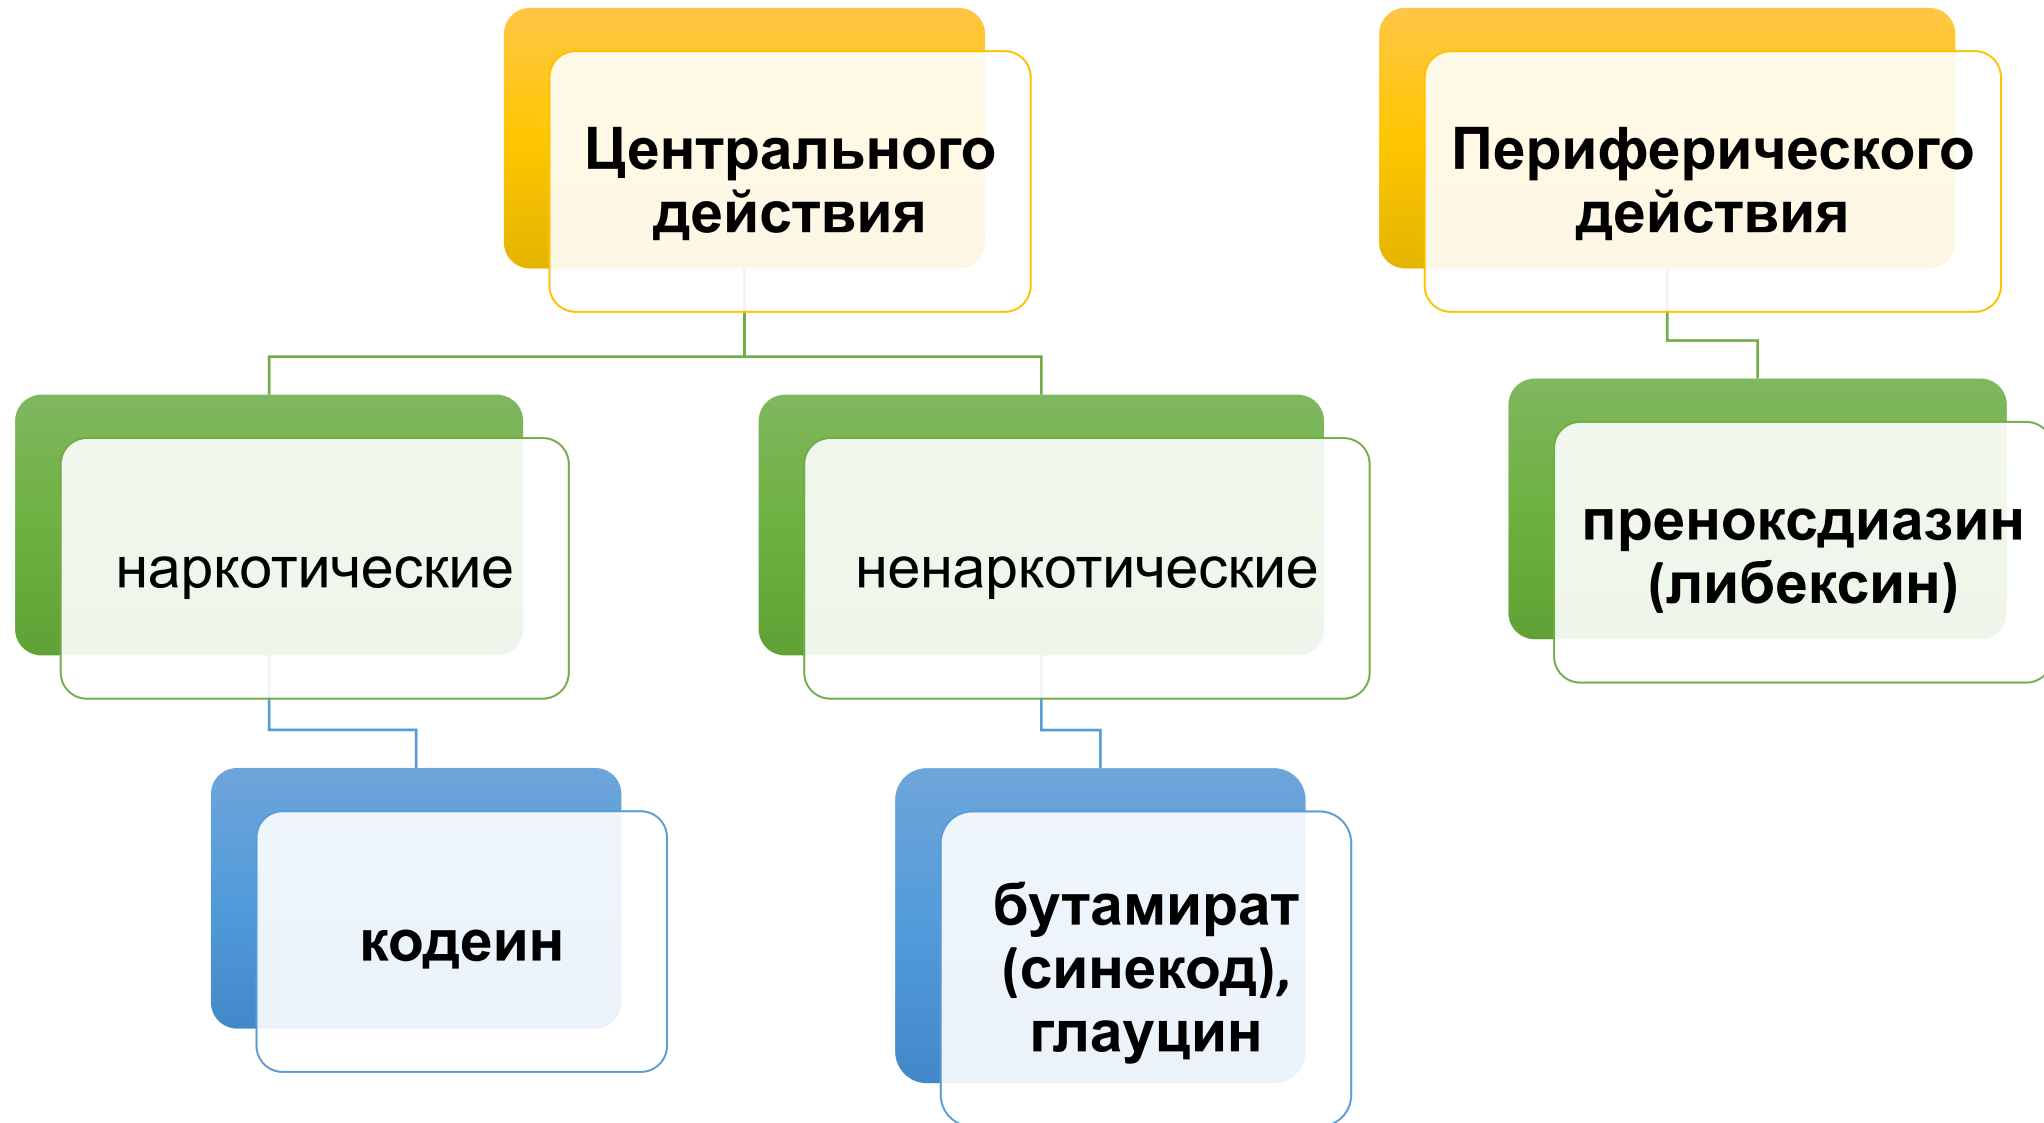 Центрального
действия
Периферического
действия
наркотические
ненаркотические
преноксдиазин
(либексин)
кодеин
бутамират
(синекод),
глауцин